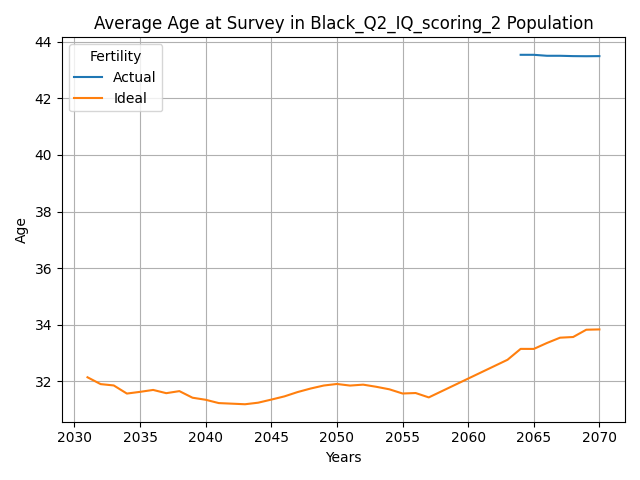 Average Age at Survey in Black_Q2_IQ_scoring_2 Population
Fertility
Actual
Ideal
Age
44
42
40
38
36
34
32
2030 2035 2040 2045 2050 2055 2060 2065 2070
Years